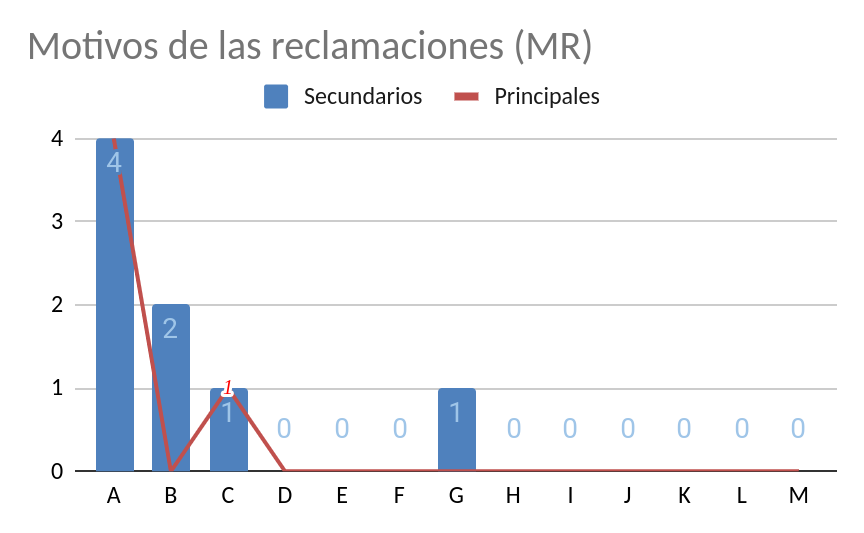 Motivos de las reclamaciones (MR)
Secundarios Principales
4
3
2
1
0
4 2 1 1 0 0 0 1 0 0 0 0 0 0
A B C D E F G H I J K L M